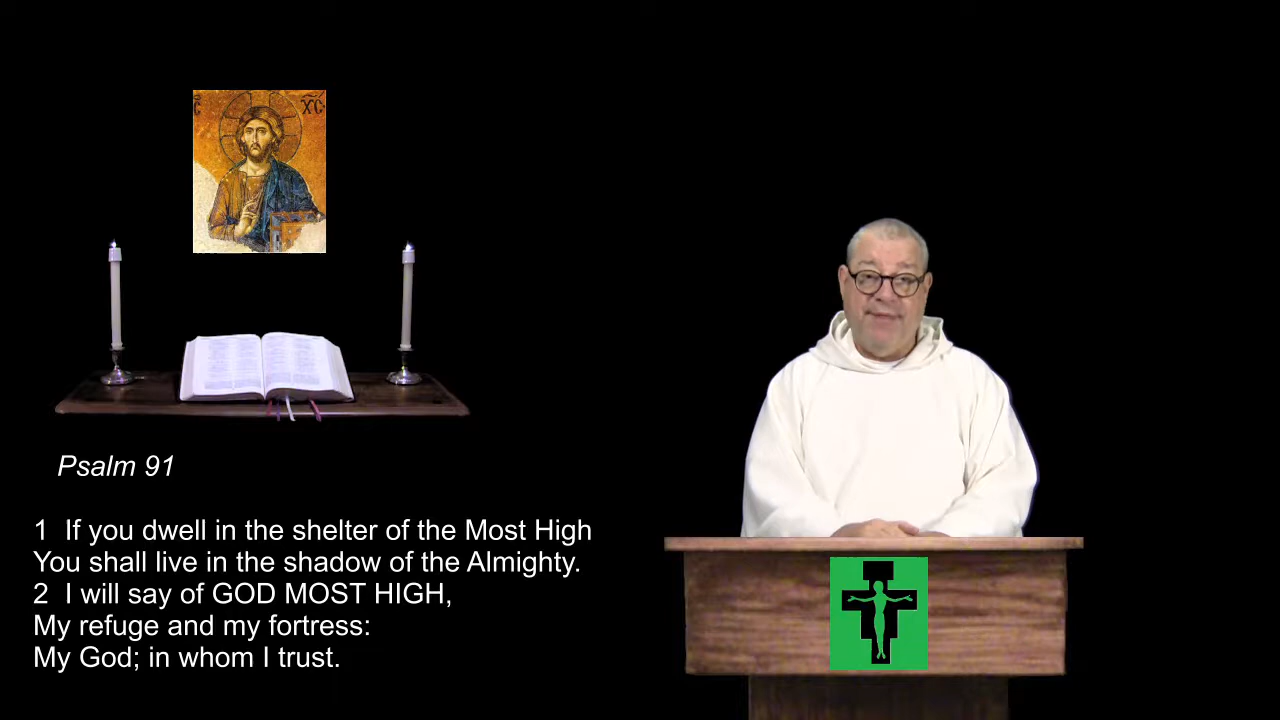 XC
Psalm 91
1 If you dwell in the shelter of the Most High
You shall live in the shadow of the Almighty.
2 I will say of GOD MOST HIGH,
My refuge and my fortress:
My God; in whom I trust.